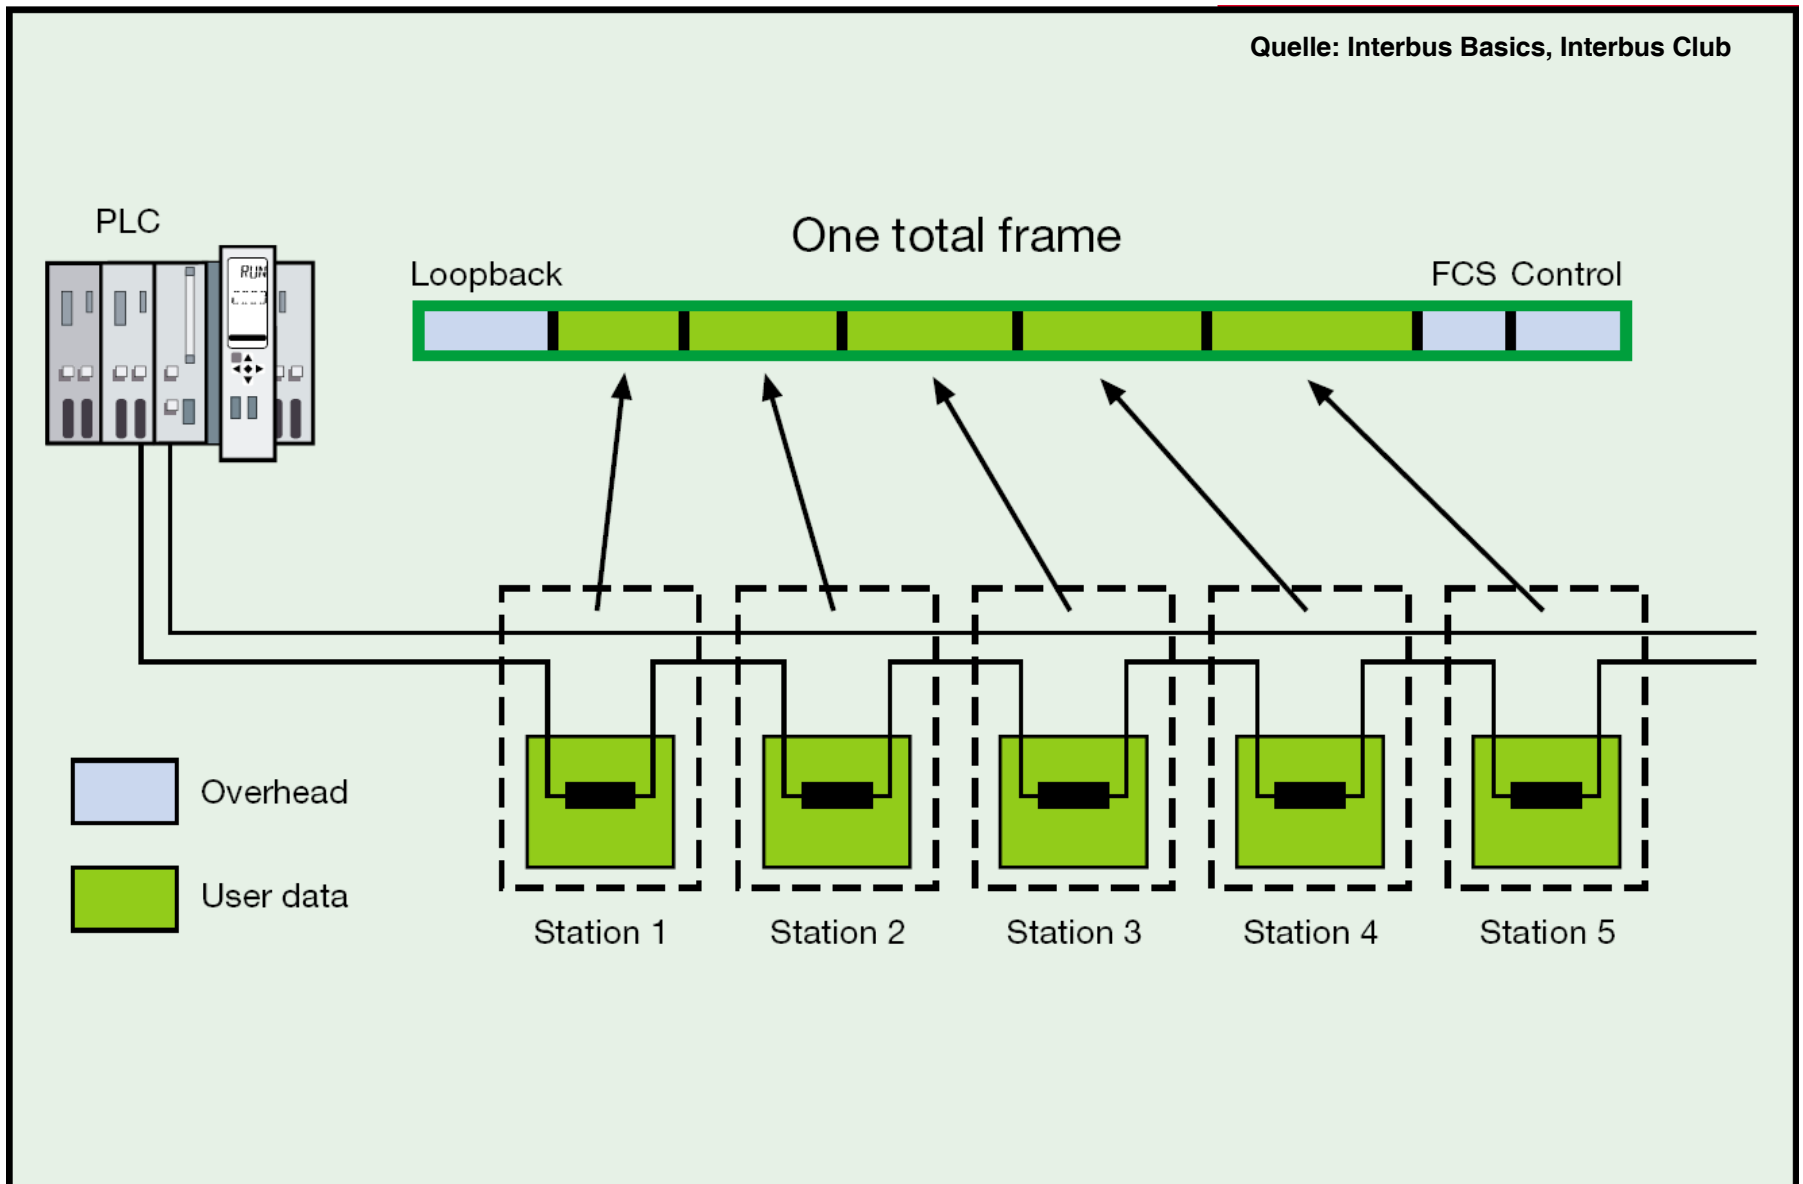 Quelle: Interbus Basics, Interbus Club
PLC
RUN
One total frame
Loopback
FCS Control
Overhead
User data
Station 1 Station 2 Station 3 Station 4 Station 5